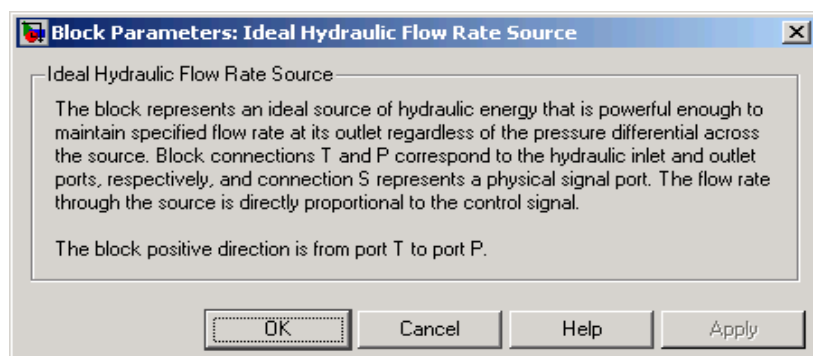 Block Parameters: Ideal Hydraulic Flow Rate Source
Ideal Hydraulic Flow Rate Source
The block represents an ideal source of hydraulic energy that is powerful enough to
maintain specified flow rate at its outlet regardless of the pressure differential across
the source. Block connections T and P correspond to the hydraulic inlet and outlet
ports, respectively, and connection S represents a physical signal port. The flow rate
through the source is directly proportional to the control signal.
The block positive direction is from port T to port P.
OK Cancel Help Apply